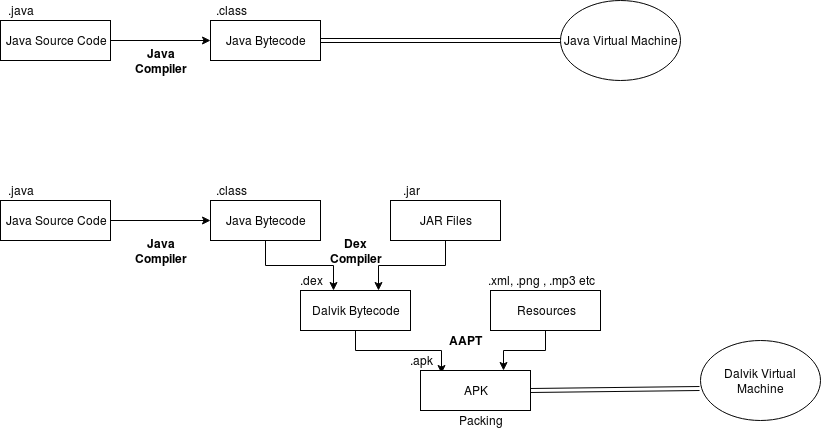 .java
.class
Java Source Code
Java Bytecode
Java Virtual Machine
Java
Compiler
.java
.class
.jar
Java Source Code
Java Bytecode
JAR Files
Java
Compiler
Dex
Compiler
.dex
.xml, .png , .mp3 etc
Dalvik Bytecode
Resources
AAPT
.apk
APK
Dalvik Virtual
Machine
Packing